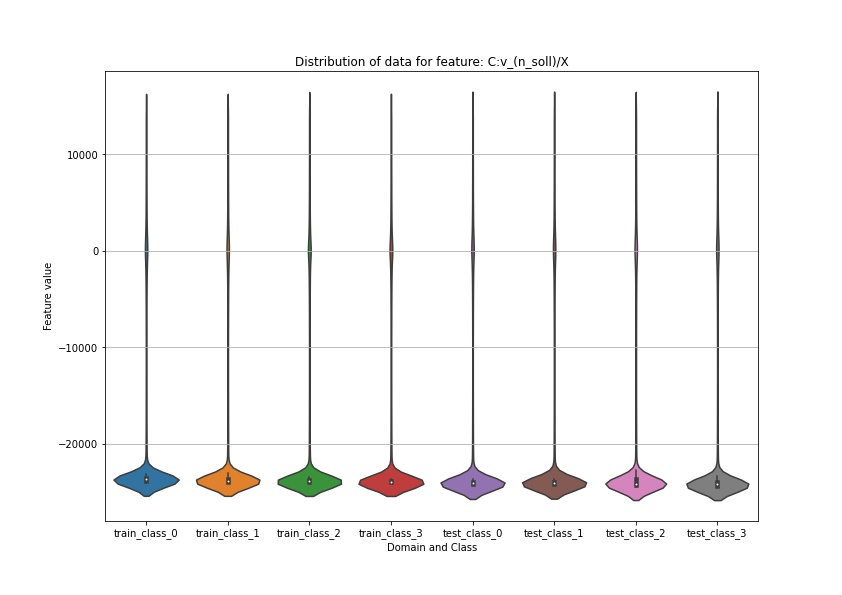 Distribution of data for feature: C:v_(n_soll)/X
10000
0
−10000
−20000
Feature value
train_class_0 train_class_1 train_class_2 train_class_3 test_class_0 test_class_1 test_class_2 test_class_3
Domain and Class